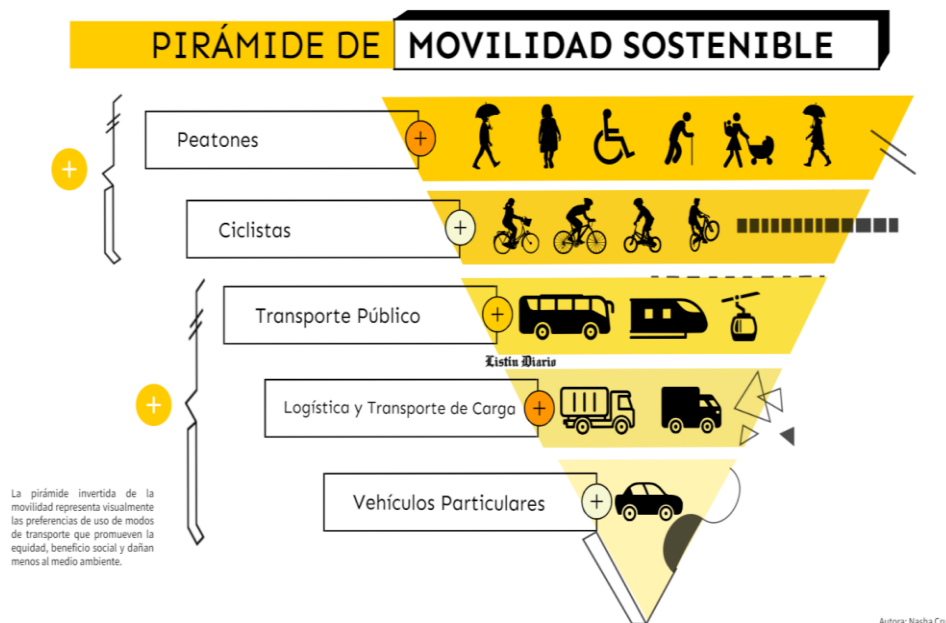 PIRÁMIDE DE MOVILIDAD SOSTENIBLE
Peatones
Ciclistas
Transporte Público
Listín Diario
Logística y Transporte de Carga
Vehículos Particulares
La pirámide invertida de la
movilidad representa visualmente
las preferencias de uso de modos
de transporte que promueven la
equidad, beneficio social y dañan
menos al medio ambiente.
Autora: Nasha